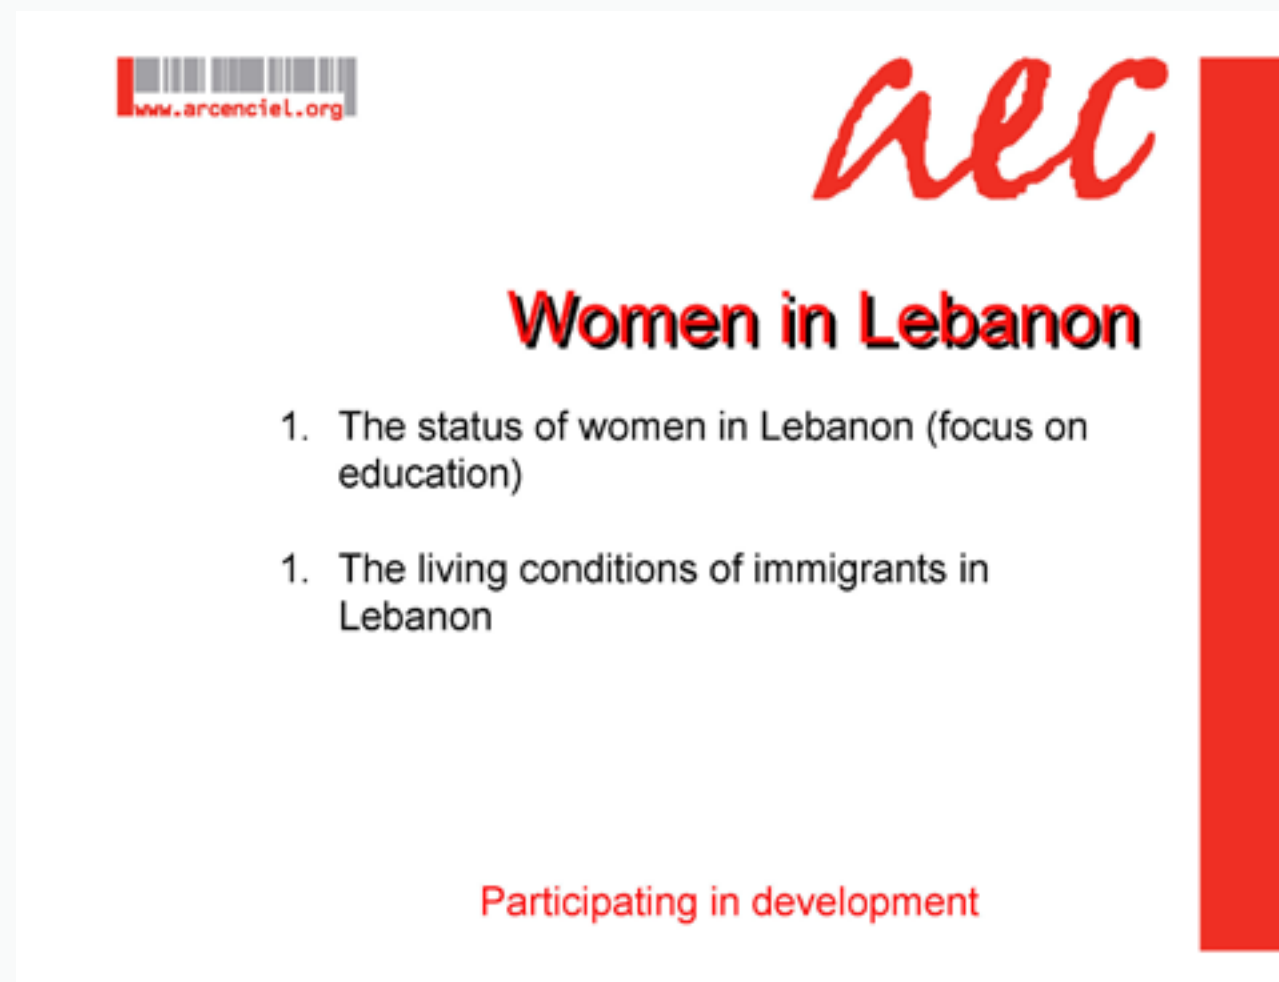 www.arcenciel.org
aec
Women in Lebanon
1. The status of women in Lebanon (focus on
education)
1. The living conditions of immigrants in
Lebanon
Participating in development